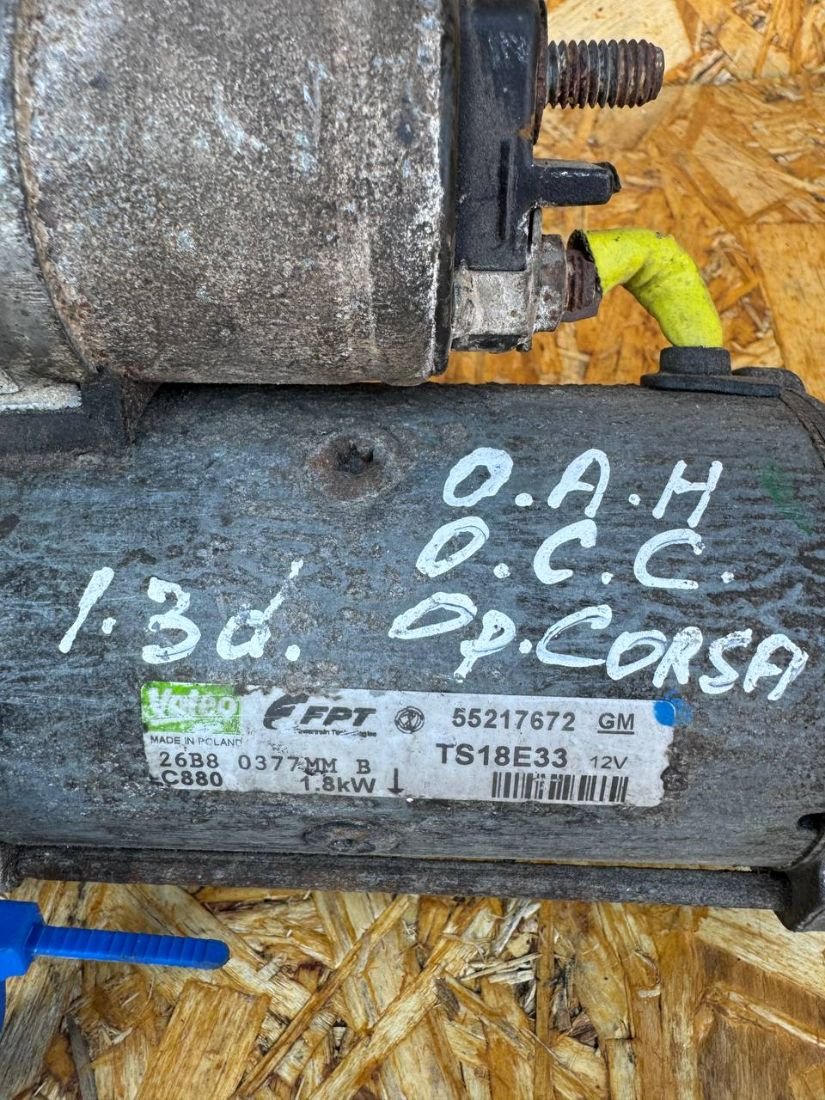 O.A.H
O.C.C.
1.3d. Op.CORSA
Valeo FPT 55217672 GM
MADE IN POLAND
26B8 0377MM B TS18E33 12V
C880 1.8kW